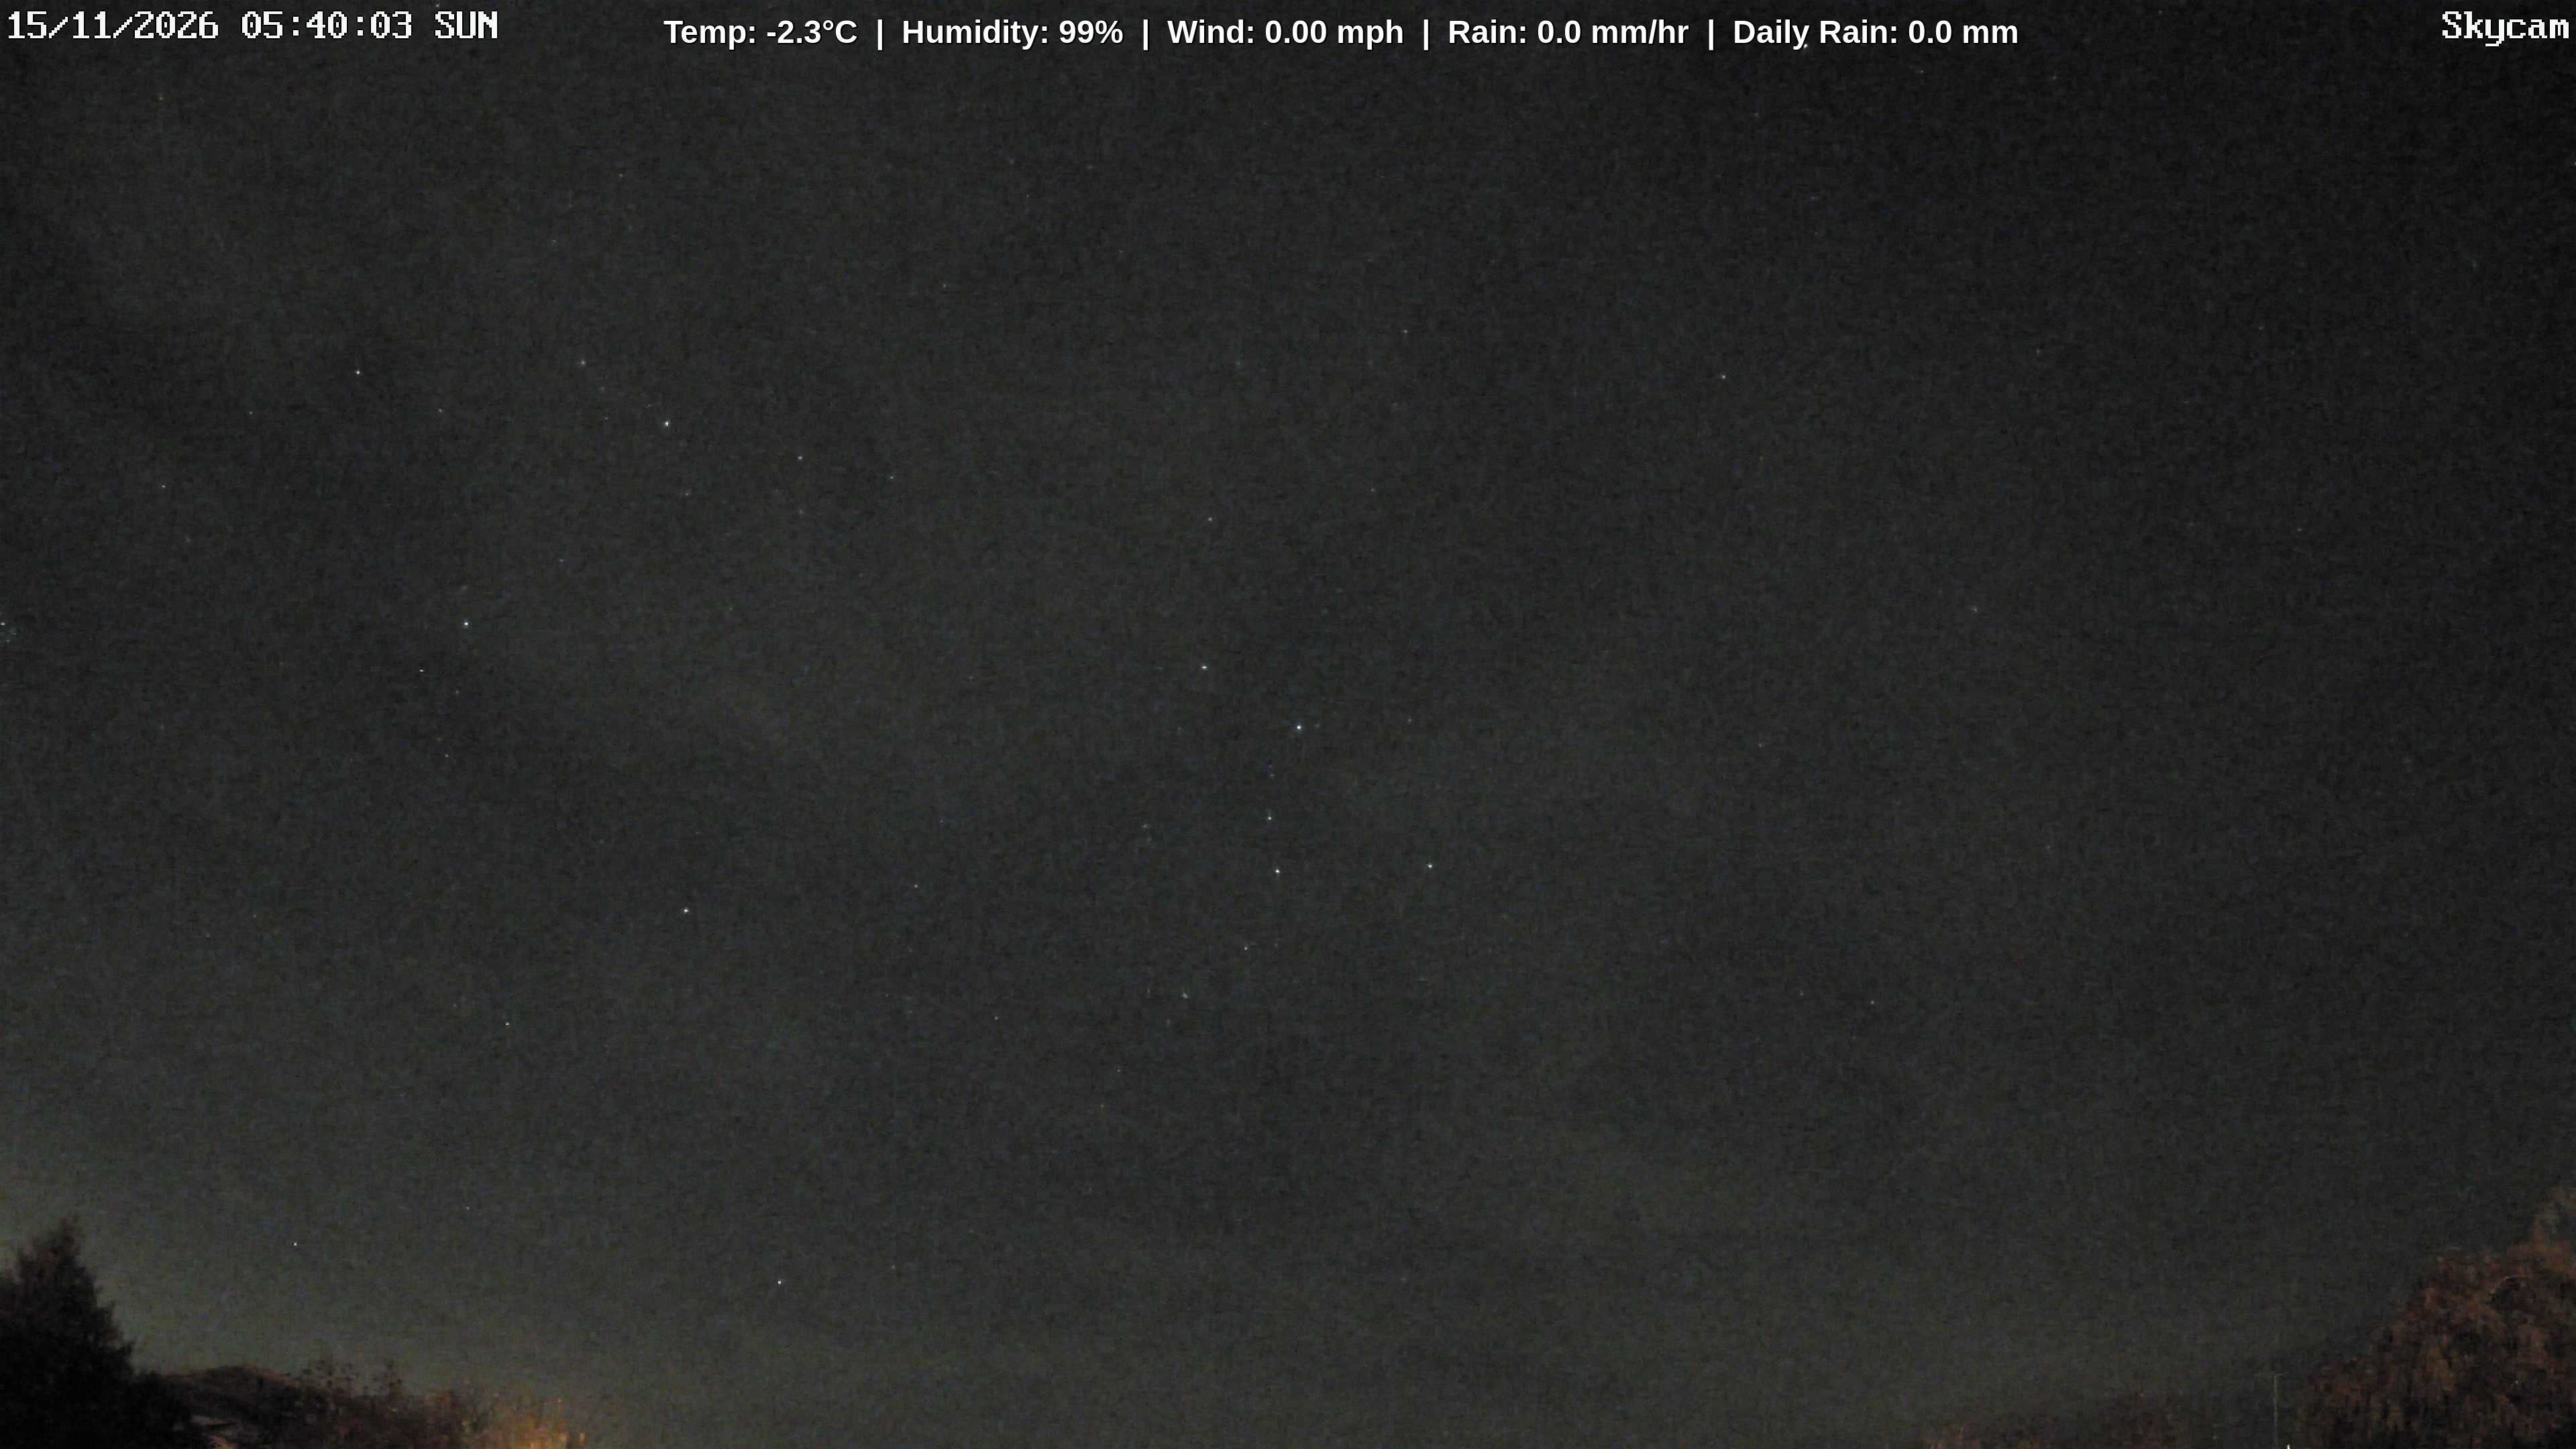 15/11/2026 05:40:03 SUN
Temp: -2.3°C | Humidity: 99% | Wind: 0.00 mph | Rain: 0.0 mm/hr | Daily Rain: 0.0 mm
Skycam